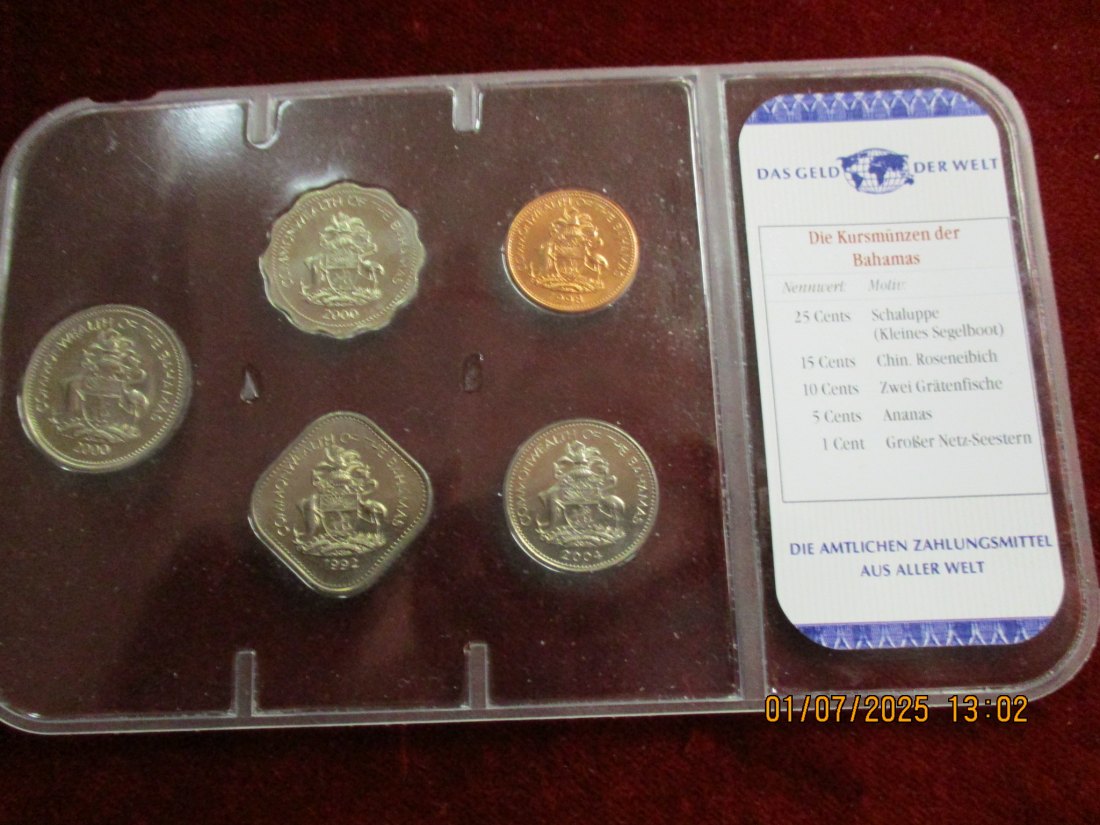 COMMONWEALTH OF THE BAHAMAS
2000
COMMONWEALTH OF THE BAHAMAS
COMMONWEALTH OF THE BAHAMAS
2000
COMMONWEALTH OF THE BAHAMAS
1992
COMMONWEALTH OF THE BAHAMAS
2004
DAS GELD DER WELT
Die Kursmünzen der
Bahamas
Nennwert Motiv
25 Cents Schaluppe
(Kleines Segelboot)
15 Cents Chin. Roseneibich
10 Cents Zwei Grätenfische
5 Cents Ananas
1 Cent Großer Netz-Seestern
DIE AMTLICHEN ZAHLUNGSMITTEL
AUS ALLER WELT
01/07/2025 13:02